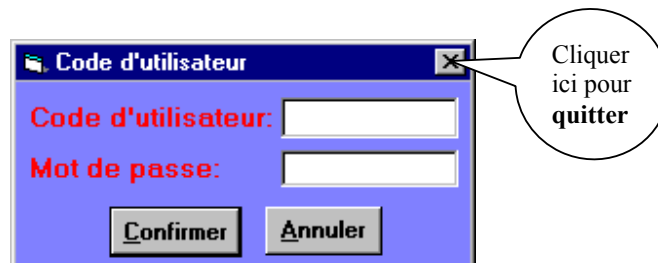 Code d'utilisateur
Code d'utilisateur:
Mot de passe:
Confirmer
Annuler
Cliquer
ici pour
quitter